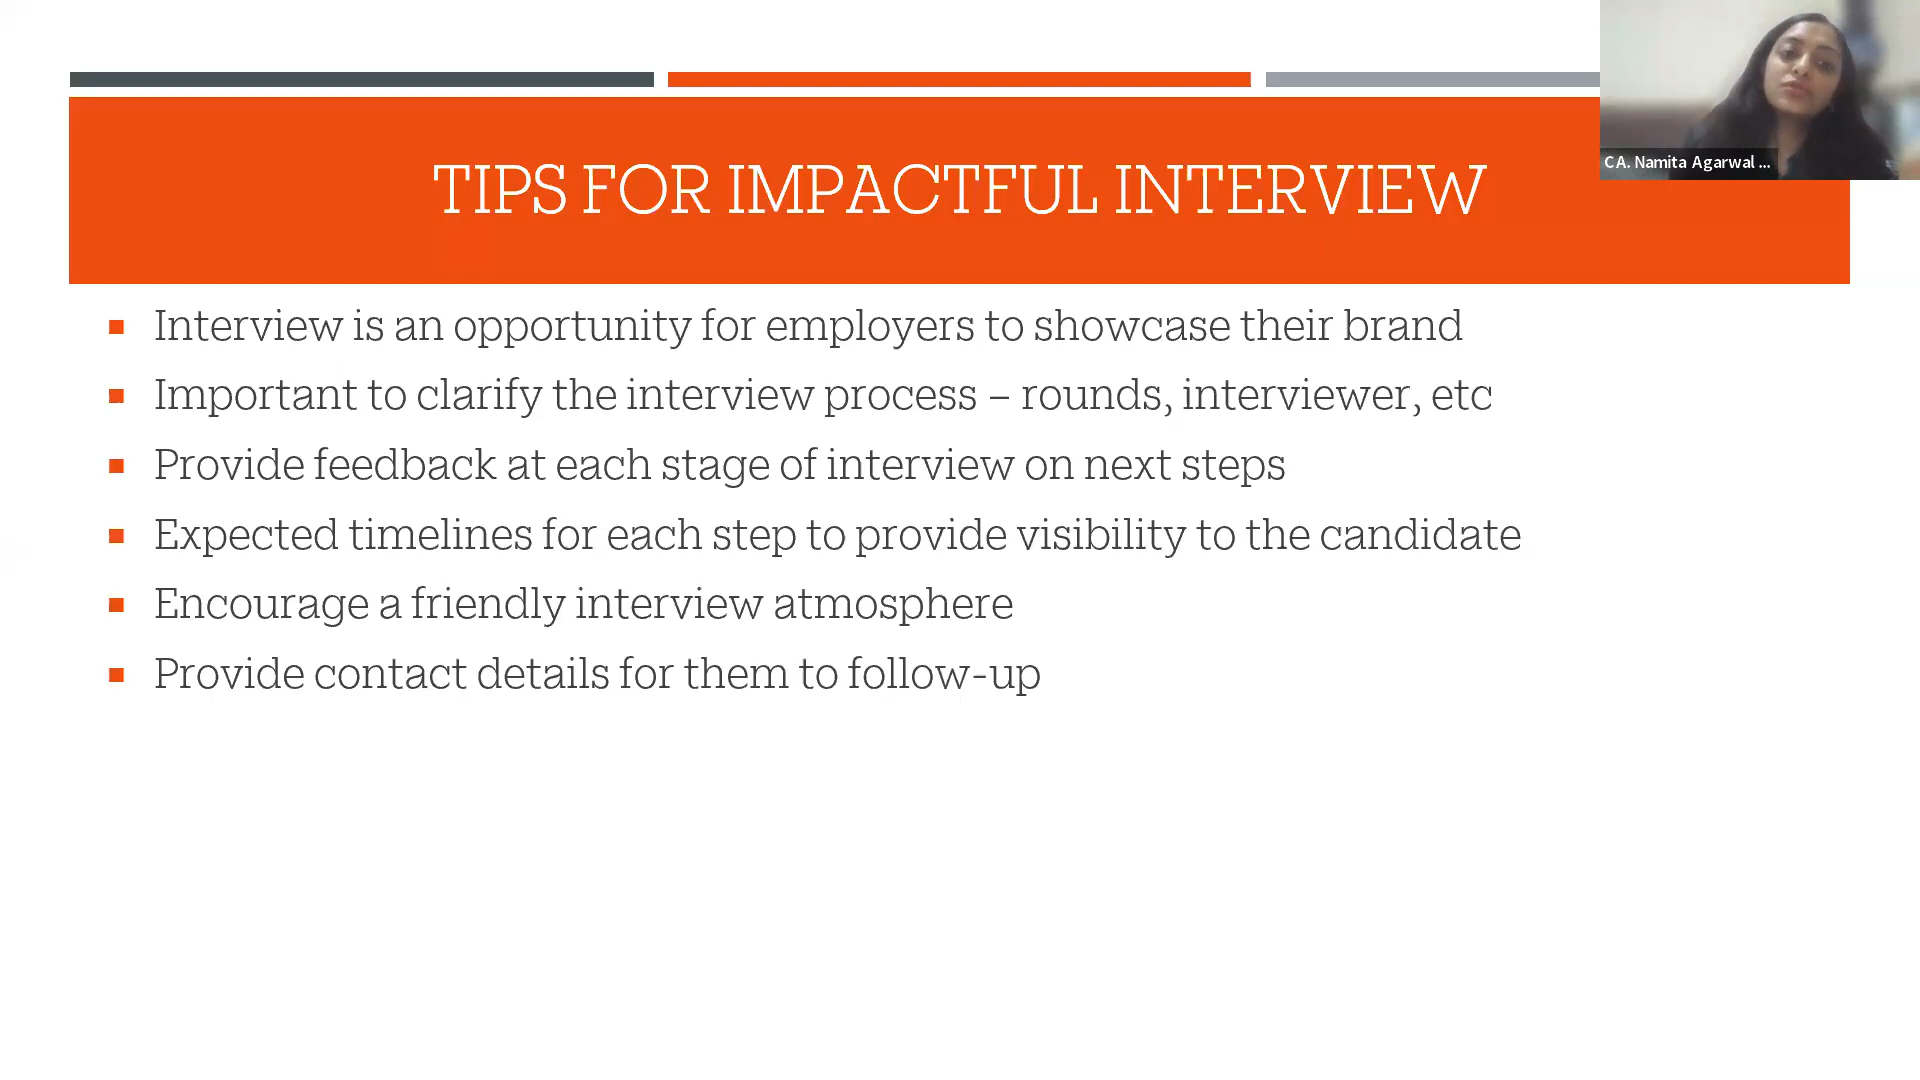 TIPS FOR IMPACTFUL INTERVIEW
CA. Namita Agarwal ...
Interview is an opportunity for employers to showcase their brand
Important to clarify the interview process – rounds, interviewer, etc
Provide feedback at each stage of interview on next steps
Expected timelines for each step to provide visibility to the candidate
Encourage a friendly interview atmosphere
Provide contact details for them to follow-up